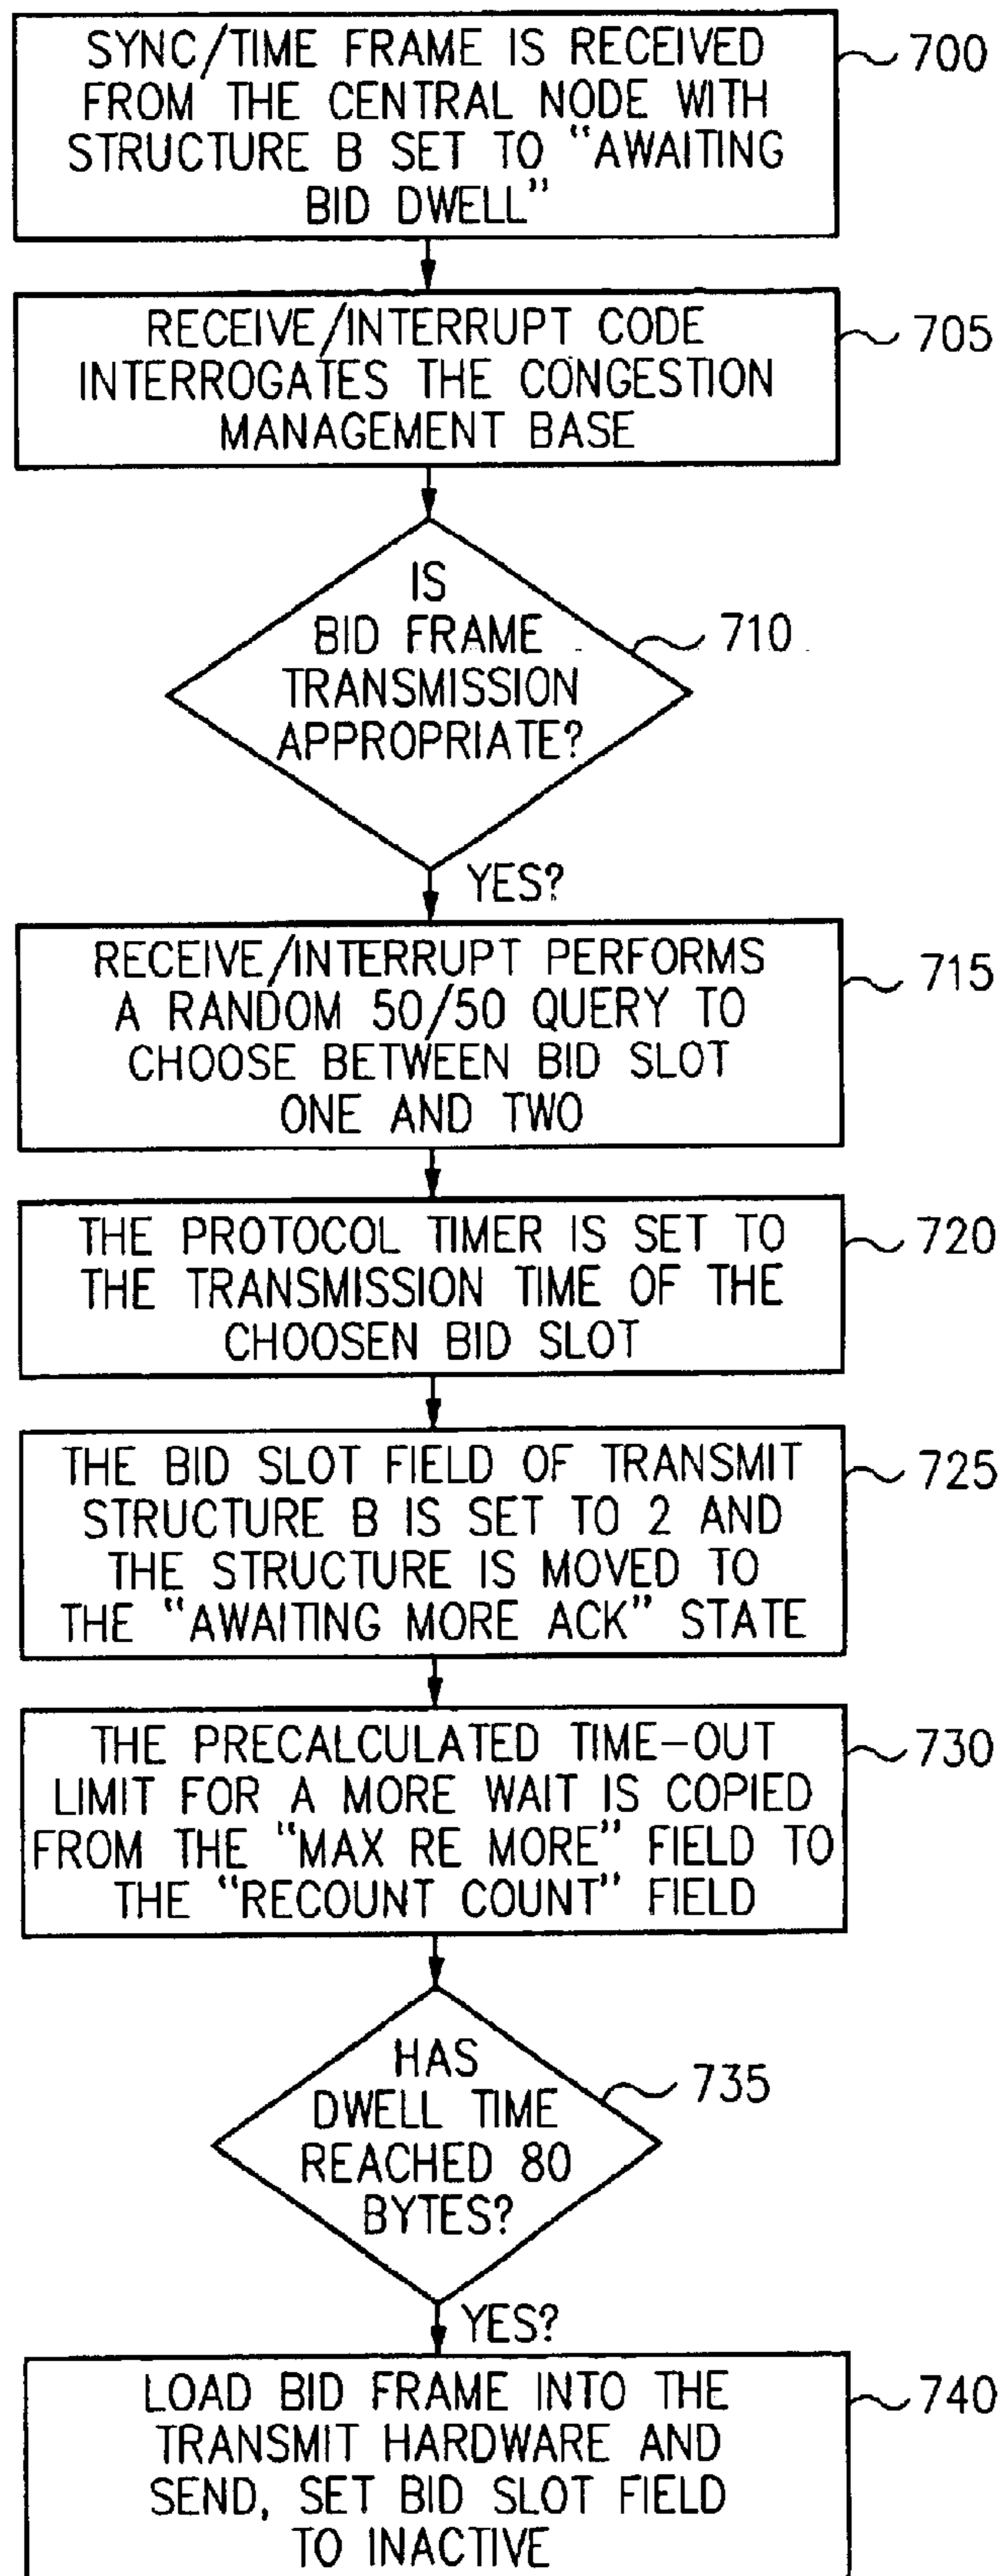 SYNC/TIME FRAME IS RECEIVED
FROM THE CENTRAL NODE WITH
STRUCTURE B SET TO "AWAITING
BID DWELL"
700
RECEIVE/INTERRUPT CODE
INTERROGATES THE CONGESTION
MANAGEMENT BASE
705
IS
BID FRAME
TRANSMISSION
APPROPRIATE?
710
YES?
RECEIVE/INTERRUPT PERFORMS
A RANDOM 50/50 QUERY TO
CHOOSE BETWEEN BID SLOT
ONE AND TWO
715
THE PROTOCOL TIMER IS SET TO
THE TRANSMISSION TIME OF THE
CHOOSEN BID SLOT
720
THE BID SLOT FIELD OF TRANSMIT
STRUCTURE B IS SET TO 2 AND
THE STRUCTURE IS MOVED TO
THE "AWAITING MORE ACK" STATE
725
THE PRECALCULATED TIME-OUT
LIMIT FOR A MORE WAIT IS COPIED
FROM THE "MAX RE MORE" FIELD TO
THE "RECOUNT COUNT" FIELD
730
HAS
DWELL TIME
REACHED 80
BYTES?
735
YES?
LOAD BID FRAME INTO THE
TRANSMIT HARDWARE AND
SEND, SET BID SLOT FIELD
TO INACTIVE
740